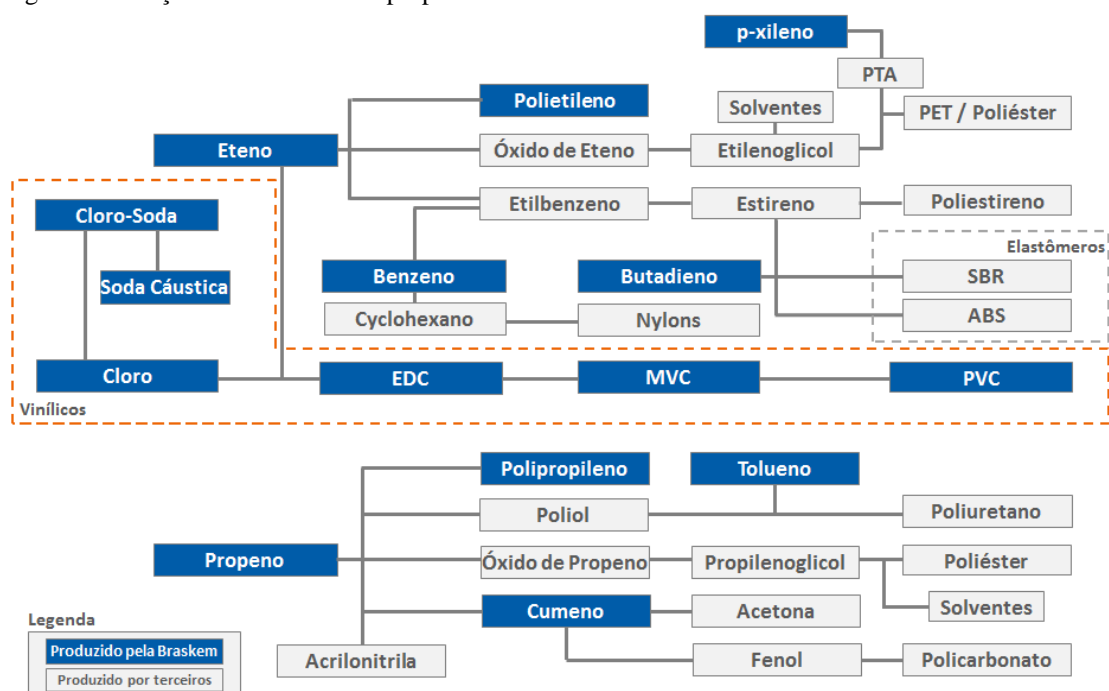 p-xileno
PTA
Polietileno
Solventes
PET / Poliéster
Eteno
Óxido de Eteno
Etilenoglicol
Cloro-Soda
Etilbenzeno
Estireno
Poliestireno
Elastômeros
Soda Cáustica
Benzeno
Butadieno
SBR
Cyclohexano
Nylons
ABS
Cloro
EDC
MVC
PVC
Vinílicos
Polipropileno
Tolueno
Poliol
Poliuretano
Propeno
Óxido de Propeno
Propilenoglicol
Poliéster
Cumeno
Acetona
Solventes
Legenda
Produzido pela Braskem
Acrilonitrila
Fenol
Policarbonato
Produzido por terceiros